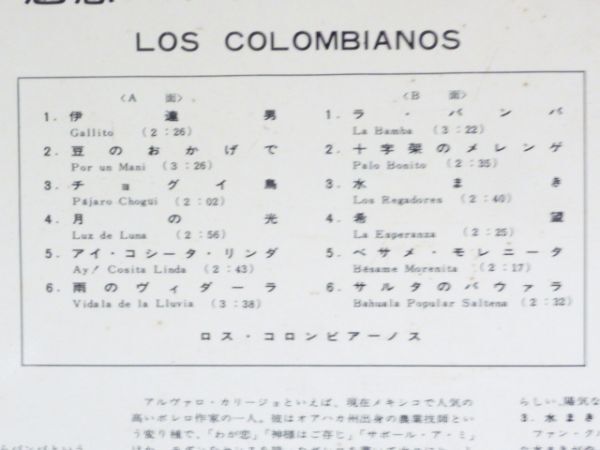 LOS COLOMBIANOS
〈A 面〉
1. 伊達男
Gallito (2:26)
2. 豆のおかげで
Por un Mani (3:26)
3. チョグイ鳥
Pájaro Chogui (2:02)
4. 月の光
Luz de Luna (2:56)
5. アイ・コシータ・リンダ
Ay! Cosita Linda (2:43)
6. 雨のヴィダーラ
Vidala de la Lluvia (3:38)
〈B 面〉
1. ラ・バンバ
La Bamba (3:22)
2. 十字架のメレンゲ
Palo Bonito (2:35)
3. 水まき
Los Regadores (2:40)
4. 希望
La Esperanza (2:25)
5. ベサメ・モレニータ
Bésame Morenita (2:17)
6. サルタのバウァラ
Bahuala Popular Saltena (2:32)
ロス・コロンビアーノス
アルヴァロ・カリージョといえば、現在メキシコで人気の
高いボレロ作家の一人。彼はオアハカ州出身の農業技師とい
う変り種で、「わが恋」「神様はご存じ」「サボール・ア・ミ」
らしい、陽気な
3. 水まき